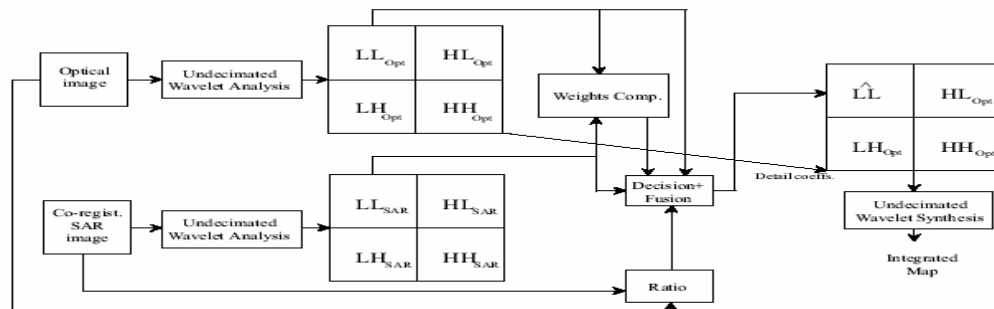 Optical
image
Undecimated
Wavelet Analysis
LL Opt
HL Opt
LH Opt
HH Opt
Weights Comp.
L̂L
HL Opt
LH Opt
HH Opt
Detail coeffs.
Decision+
Fusion
Co-regist.
SAR
image
Undecimated
Wavelet Analysis
LL SAR
HL SAR
LH SAR
HH SAR
Undecimated
Wavelet Synthesis
Integrated
Map
Ratio